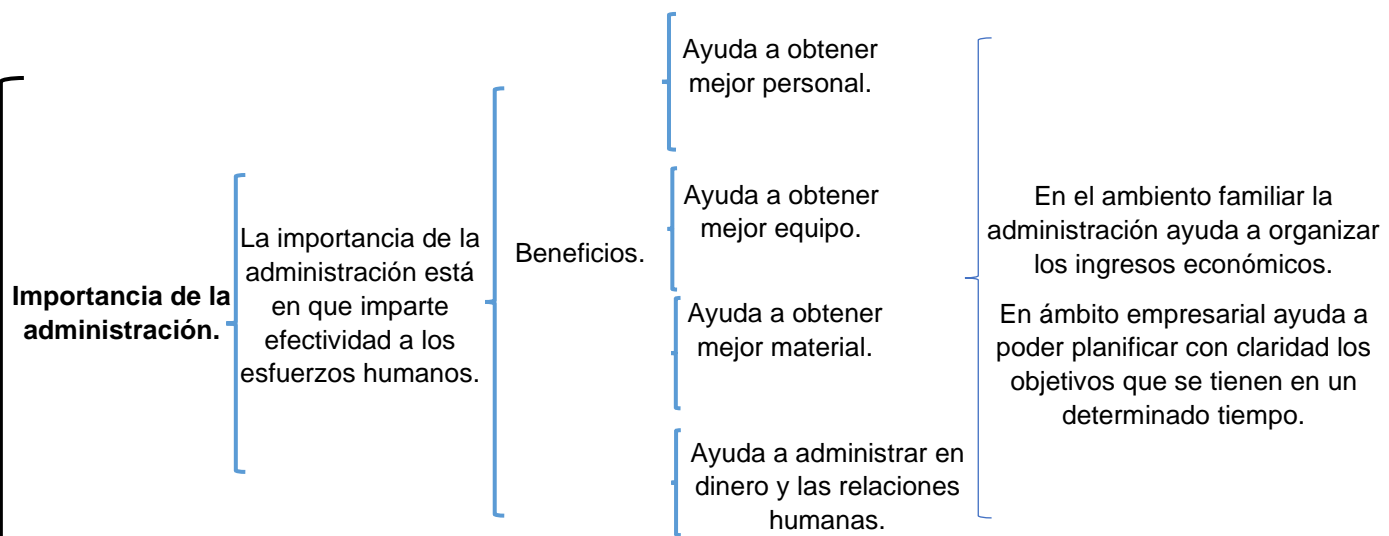 Importancia de la
administración.
La importancia de la
administración está
en que imparte
efectividad a los
esfuerzos humanos.
Beneficios.
Ayuda a obtener
mejor personal.
Ayuda a obtener
mejor equipo.
Ayuda a obtener
mejor material.
Ayuda a administrar en
dinero y las relaciones
humanas.
En el ambiento familiar la
administración ayuda a organizar
los ingresos económicos.
En ámbito empresarial ayuda a
poder planificar con claridad los
objetivos que se tienen en un
determinado tiempo.